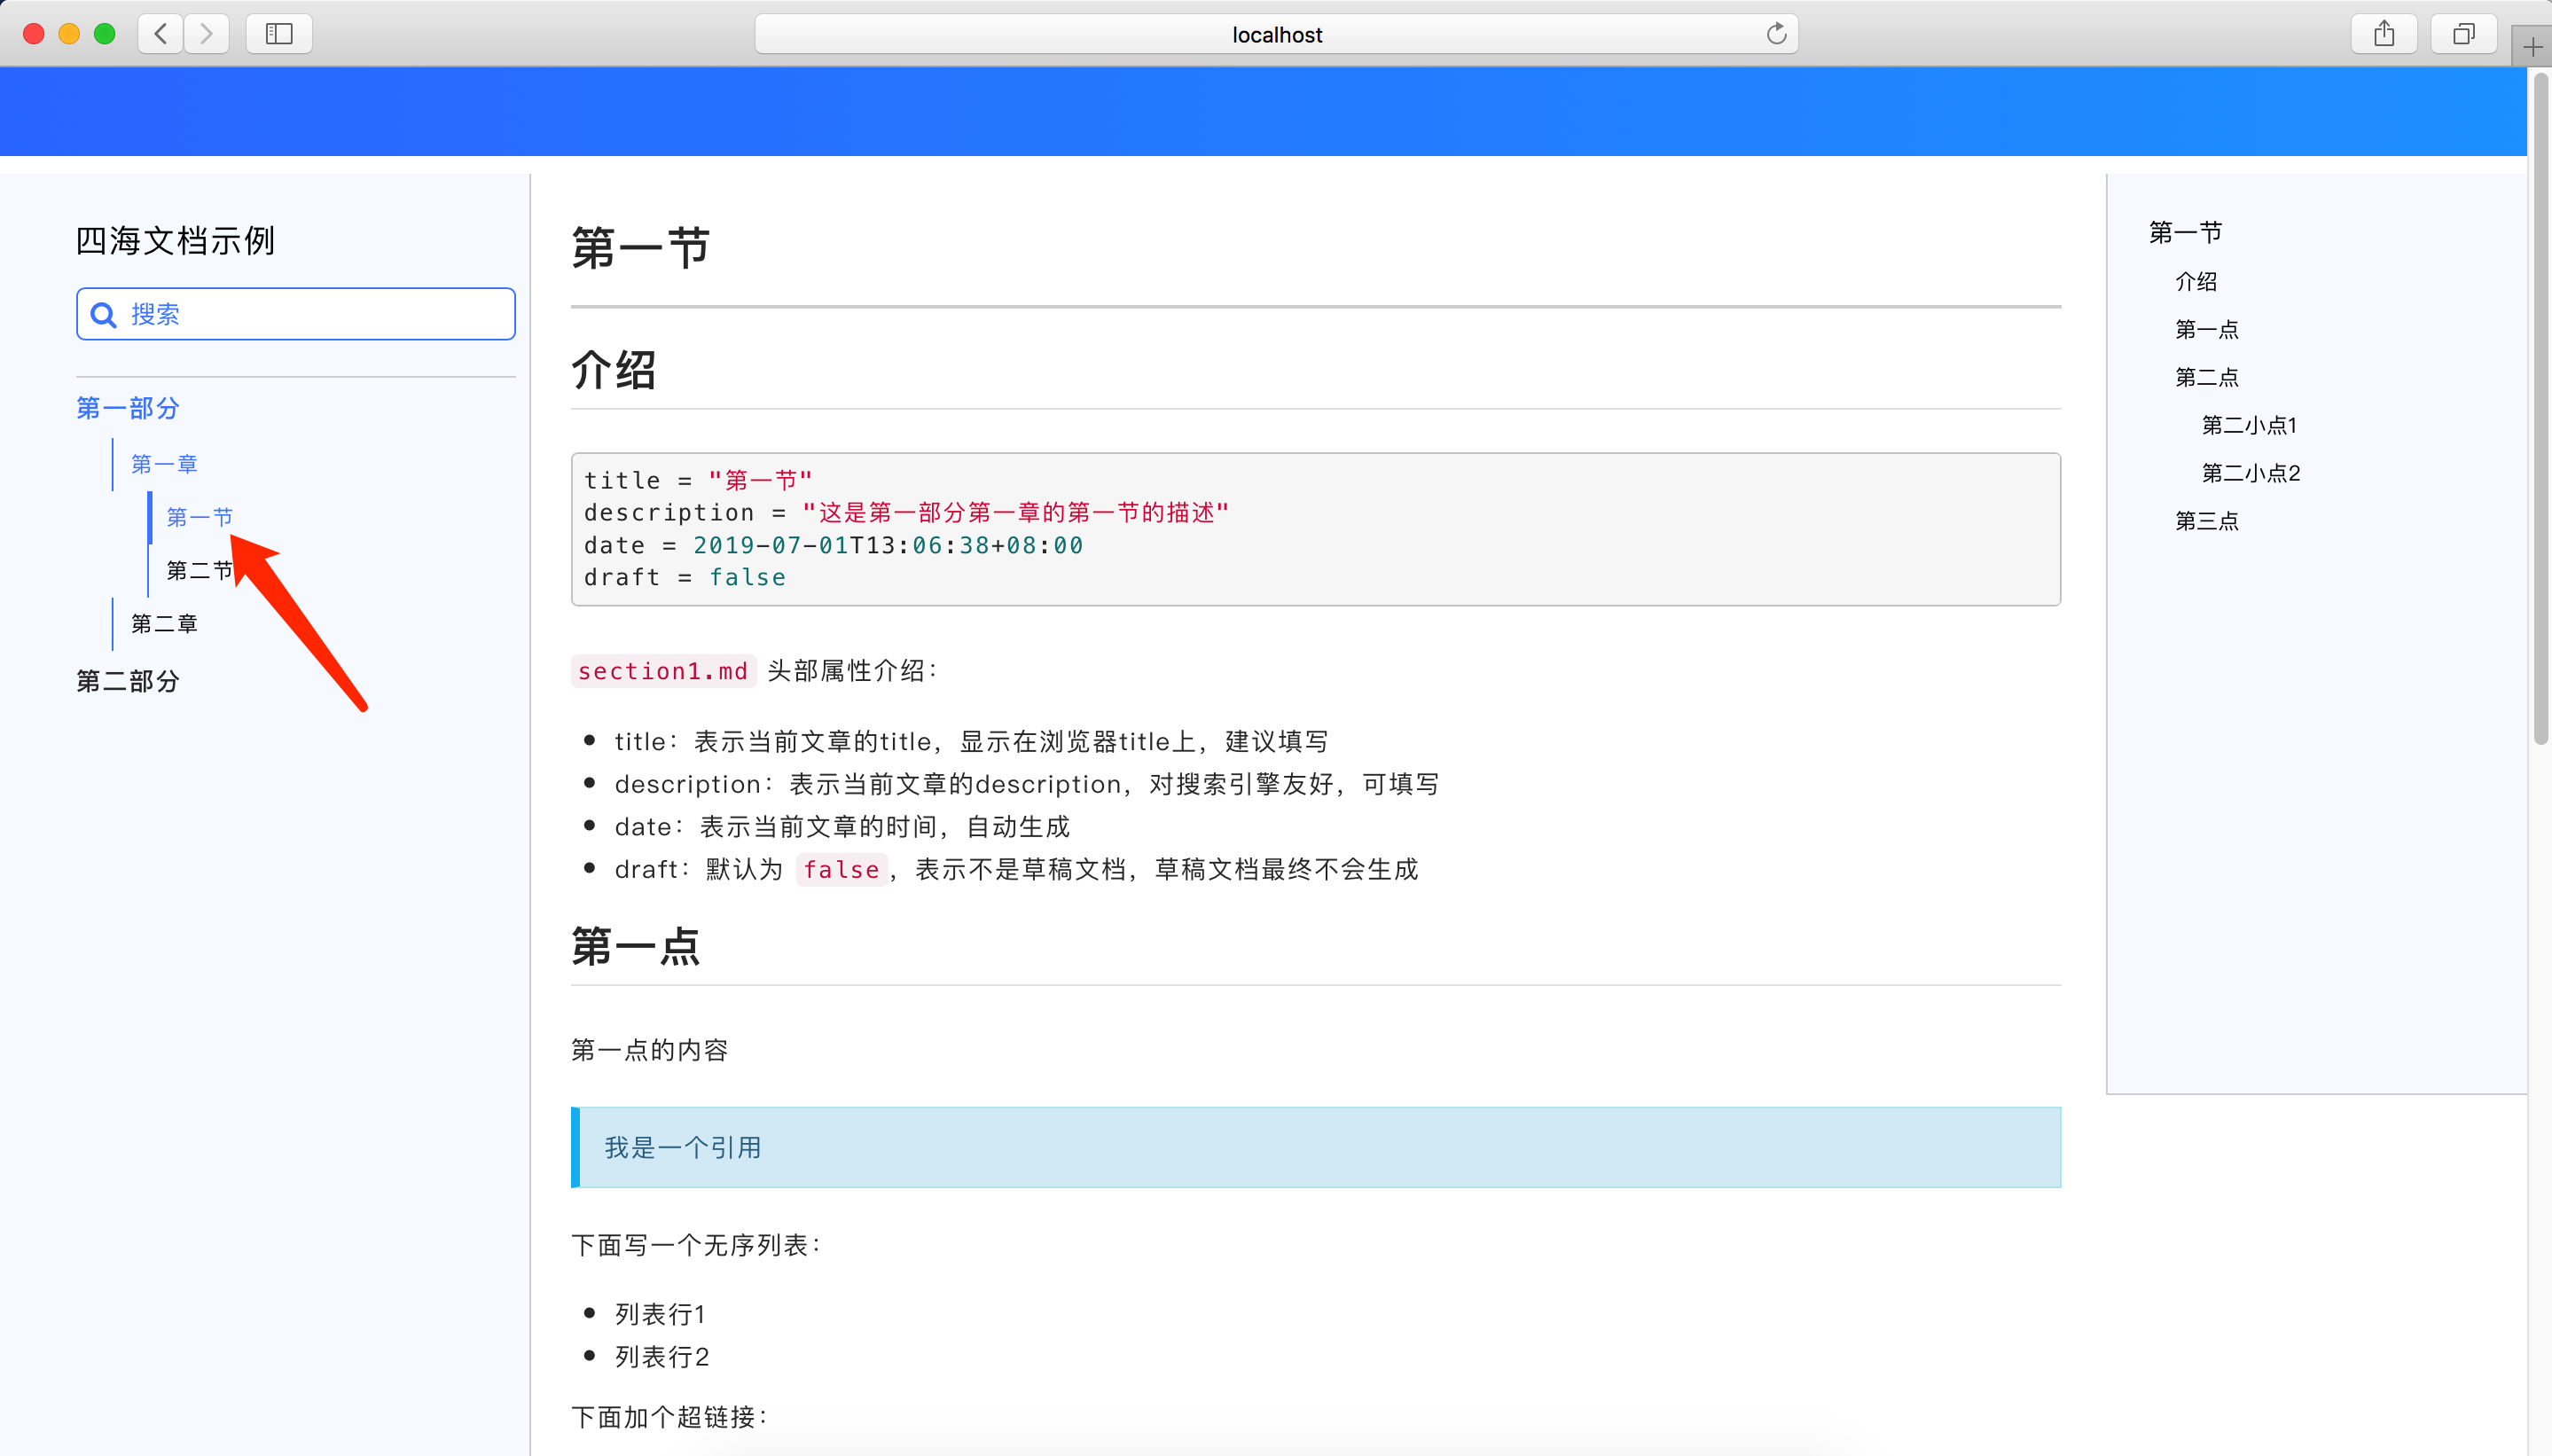 localhost
四海文档示例
搜索
第一部分
第一章
第一节
第二节
第二章
第二部分
第一节
介绍
title = "第一节"
description = "这是第一部分第一章的第一节的描述"
date = 2019-07-01T13:06:38+08:00
draft = false
section1.md 头部属性介绍：
title：表示当前文章的title，显示在浏览器title上，建议填写
description：表示当前文章的description，对搜索引擎友好，可填写
date：表示当前文章的时间，自动生成
draft：默认为 false，表示不是草稿文档，草稿文档最终不会生成
第一点
第一点的内容
我是一个引用
下面写一个无序列表：
列表行1
列表行2
下面加个超链接：
第一节
介绍
第一点
第二点
第二小点1
第二小点2
第三点